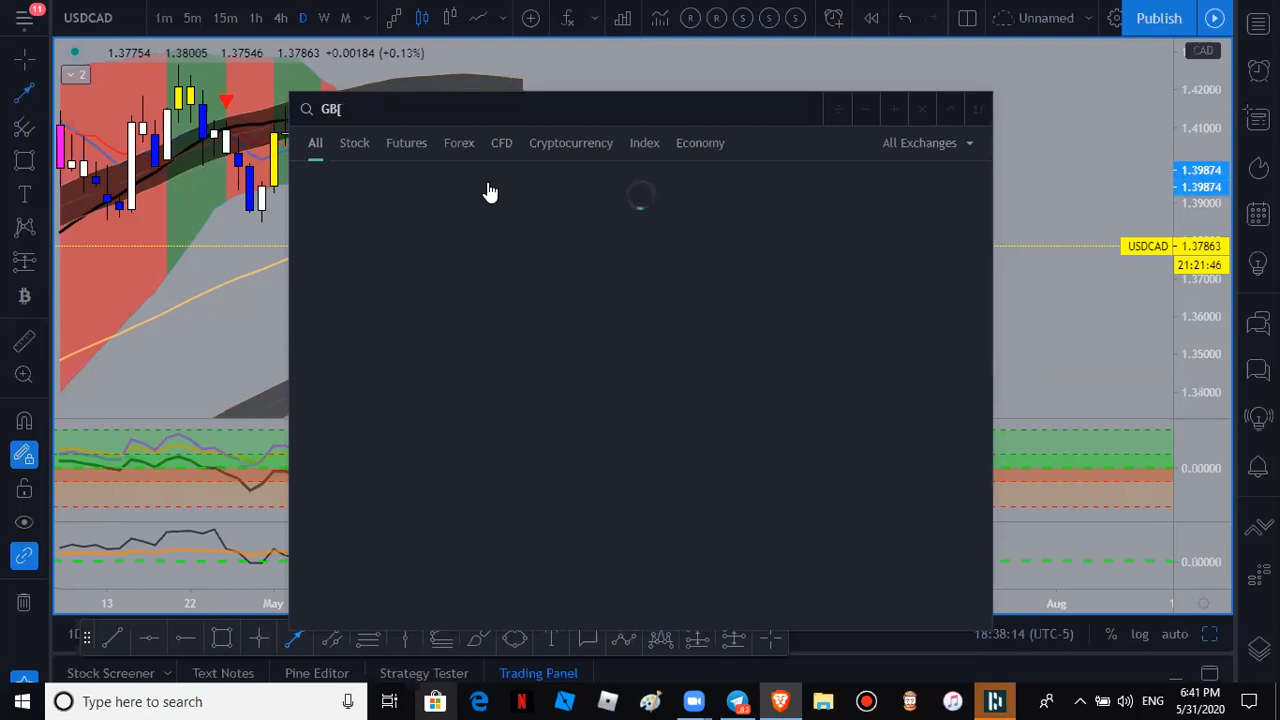 11
USDCAD 1m 5m 15m 1h 4h D W M Unnamed Publish
1.37754 1.38005 1.37546 1.37863 +0.00184 (+0.13%)
CAD
2
GB[
1/
All Stock Futures Forex CFD Cryptocurrency Index Economy All Exchanges
1.42000
1.41000
1.39874
1.39874
1.39000
USDCAD 1.37863
21:21:46
1.37000
1.36000
1.35000
1.34000
0.00000
0.00000
13 22 May Aug 1
18:38:14 (UTC-5) % log auto
Stock Screener Text Notes Pine Editor Strategy Tester Trading Panel
Type here to search
ENG
6:41 PM
5/31/2020